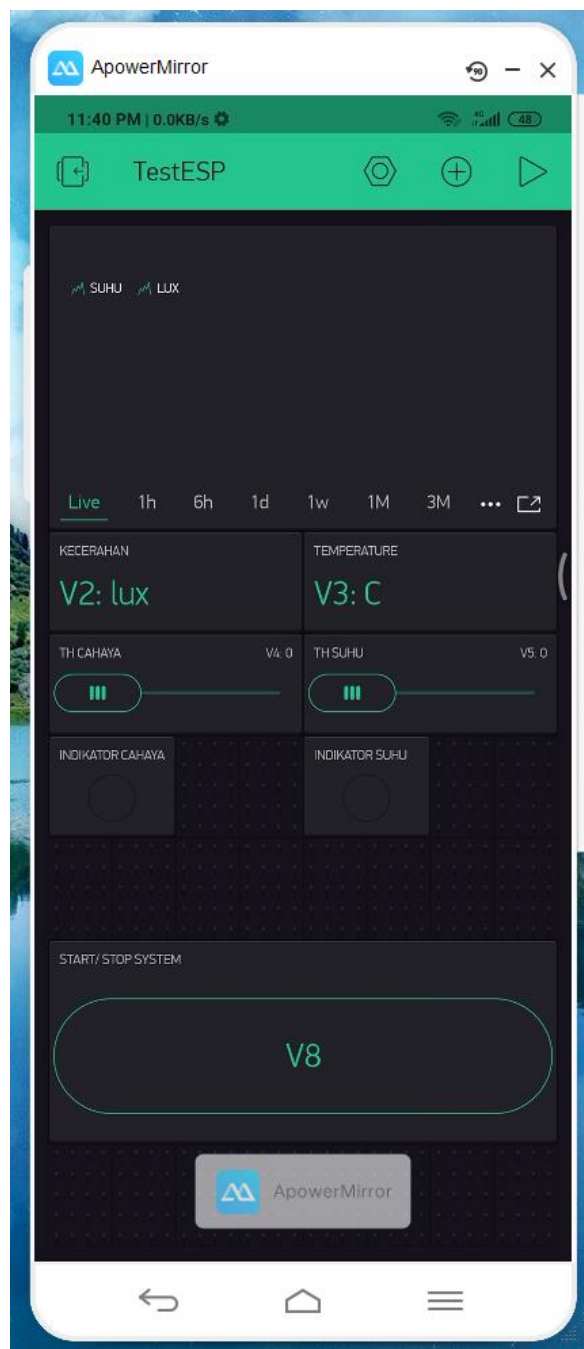 ApowerMirror
90
11:40 PM | 0.0KB/s 4G 48
TestESP
SUHU LUX
Live 1h 6h 1d 1w 1M 3M
KECERAHAN TEMPERATURE
V2: lux V3: C
TH CAHAYA V4: 0 TH SUHU V5: 0
INDIKATOR CAHAYA INDIKATOR SUHU
START/ STOP SYSTEM
V8
ApowerMirror